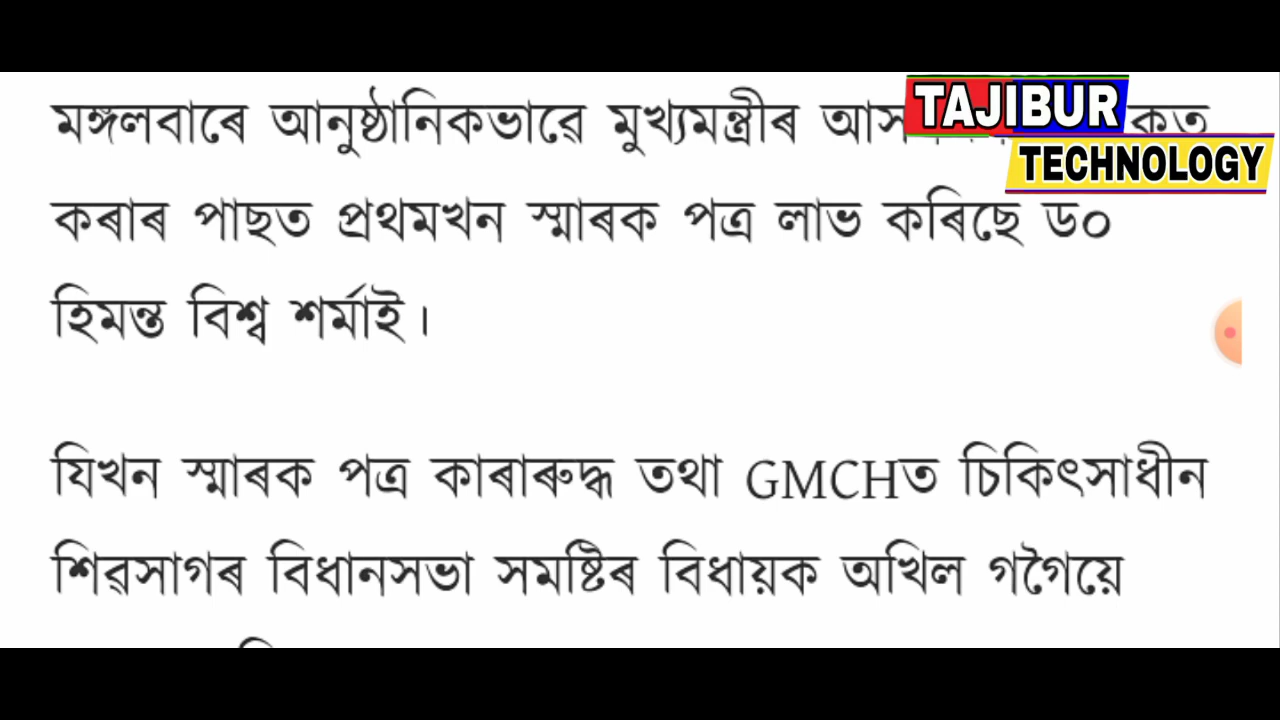 মঙ্গলবাৰে আনুষ্ঠানিকভাৱে মুখ্যমন্ত্ৰীৰ
TAJIBUR
TECHNOLOGY
কৰাৰ পাছত প্ৰথমখন স্মাৰক পত্ৰ লাভ কৰিছে ড০
হিমন্ত বিশ্ব শৰ্মাই।
যিখন স্মাৰক পত্ৰ কাৰাৰুদ্ধ তথা GMCHত চিকিৎসাধীন
শিৱসাগৰ বিধানসভা সমষ্টিৰ বিধায়ক অখিল গগৈয়ে